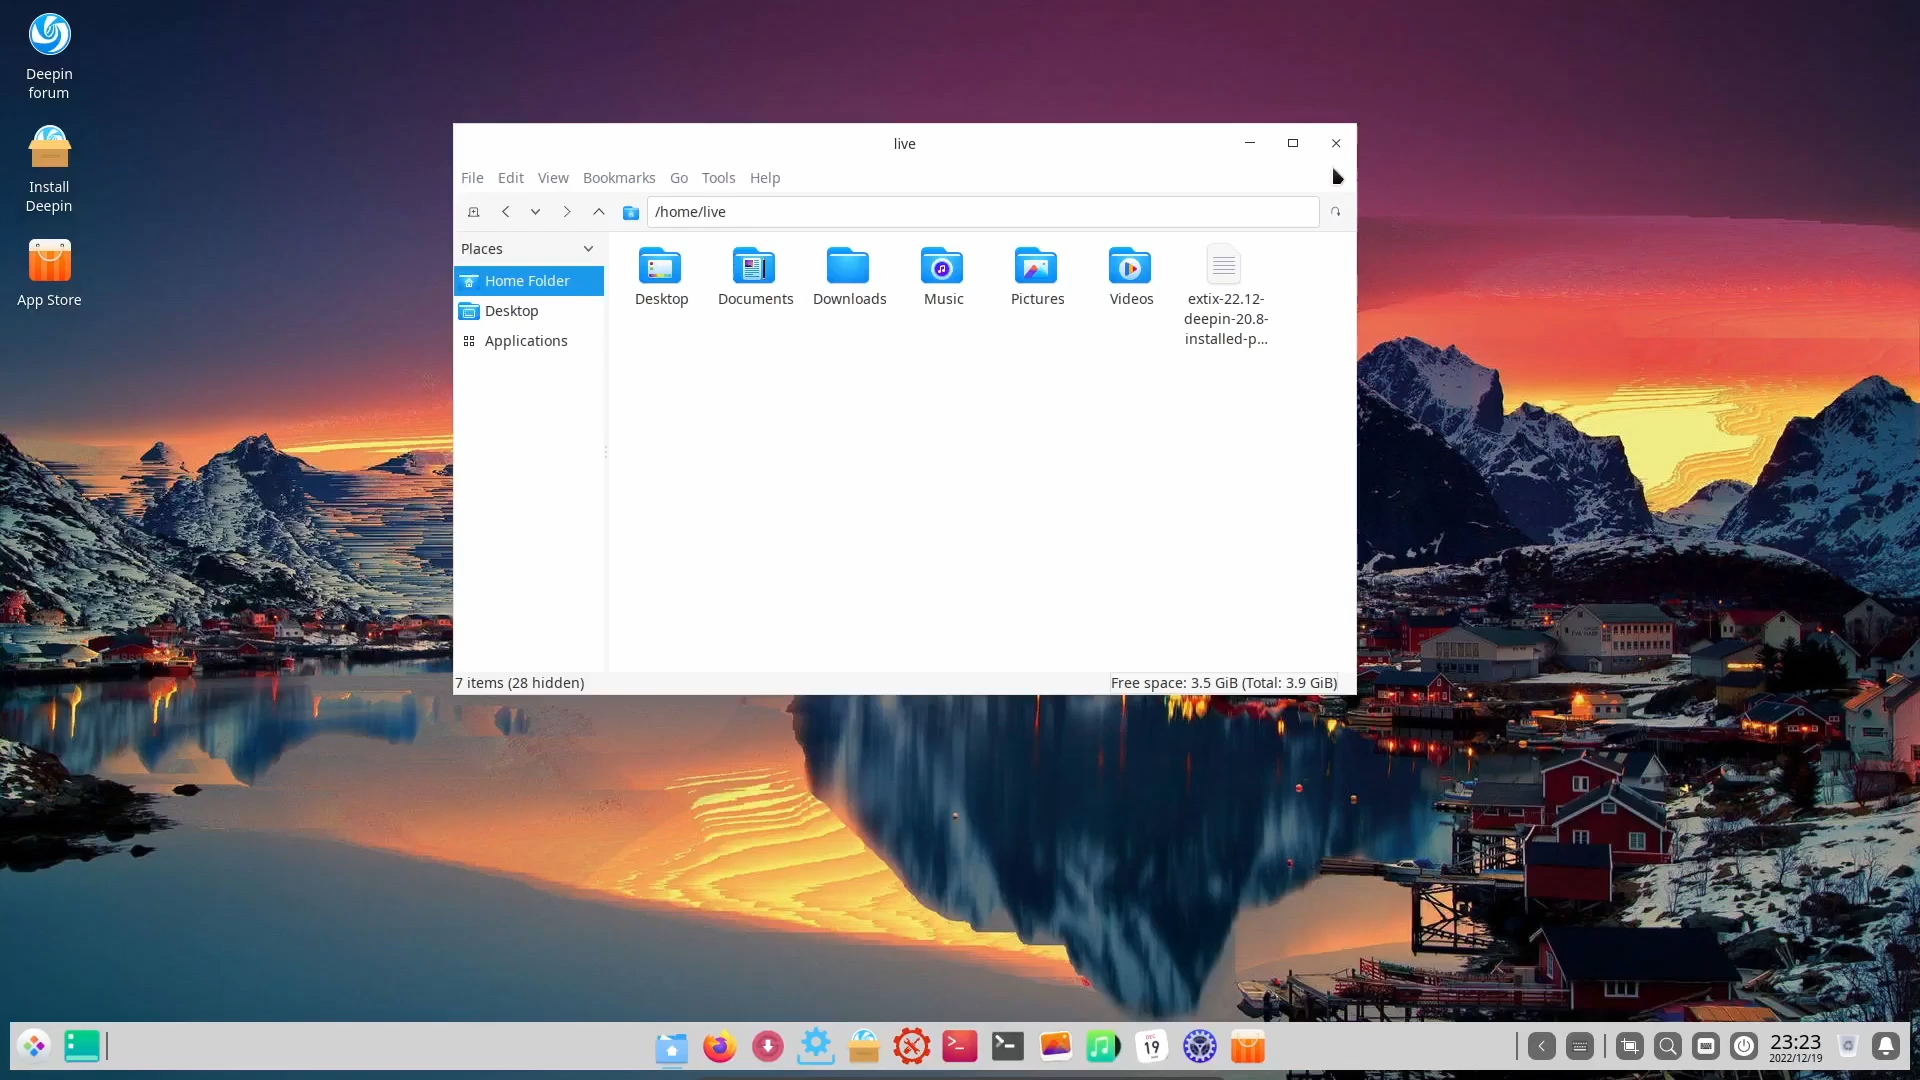 Deepin
forum
Install
Deepin
App Store
live
File Edit View Bookmarks Go Tools Help
/home/live
Places
Home Folder
Desktop
Applications
Desktop Documents Downloads Music Pictures Videos extix-22.12-
deepin-20.8-
installed-p...
7 items (28 hidden) Free space: 3.5 GiB (Total: 3.9 GiB)
DEC
19
23:23
2022/12/19